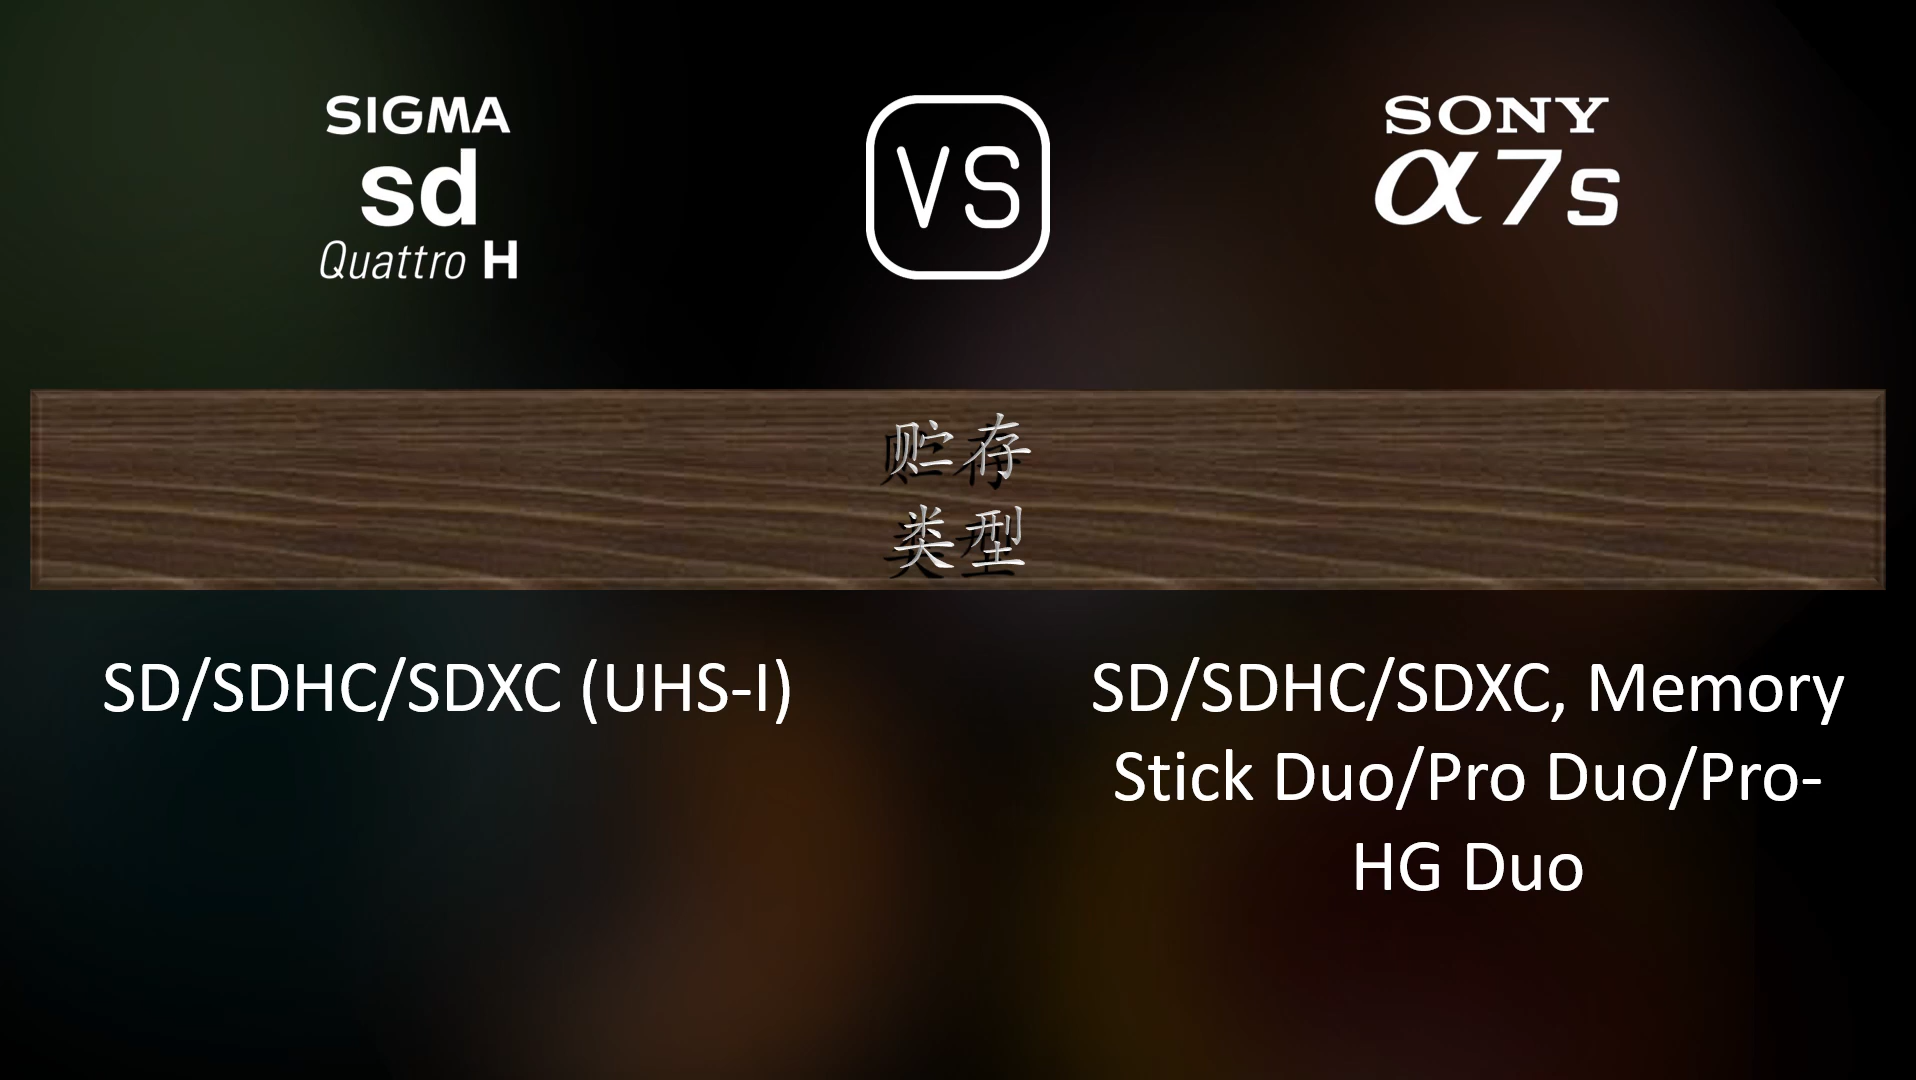 SIGMA
sd
Quattro H
VS
SONY
α7s
贮存
类型
SD/SDHC/SDXC (UHS-I)
SD/SDHC/SDXC, Memory
Stick Duo/Pro Duo/Pro-
HG Duo